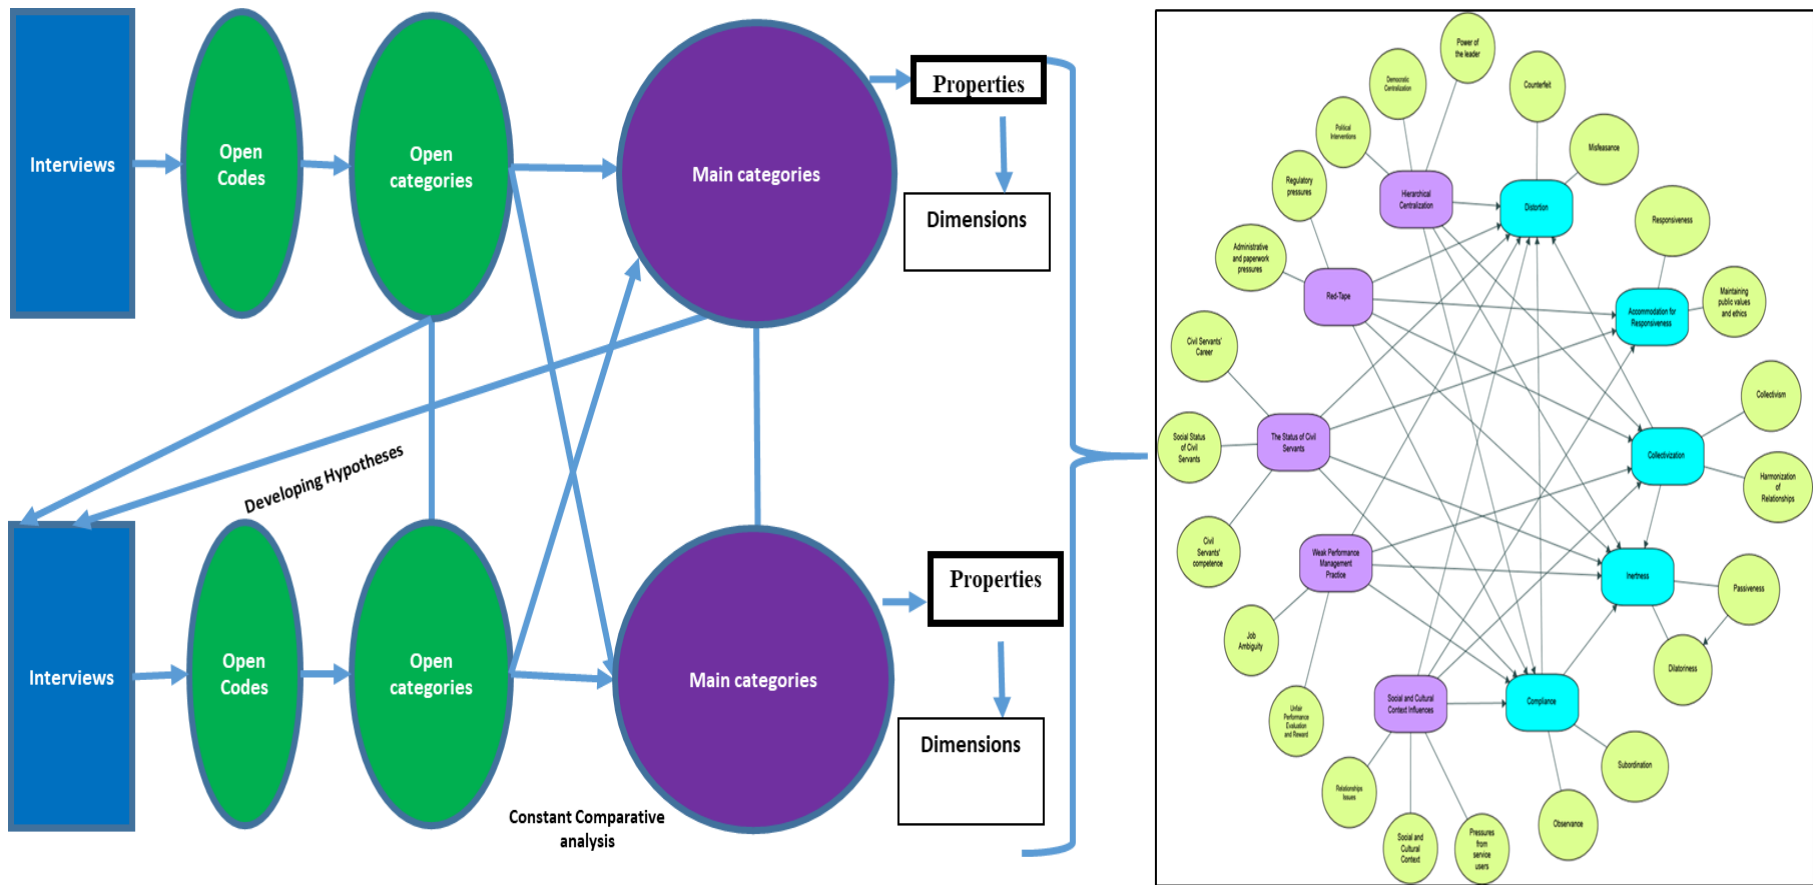 Interviews
Open
Codes
Open
categories
Main categories
Properties
Dimensions
Developing Hypotheses
Interviews
Open
Codes
Open
categories
Main categories
Properties
Dimensions
Constant Comparative
analysis
Power of
the leader
Democratic
Centralization
Counterfeit
Political
Interventions
Misfeasance
Regulatory
pressures
Hierarchical
Centralization
Distortion
Responsiveness
Administrative
and paperwork
pressures
Red-Tape
Accommodation for
Responsiveness
Maintaining
public values
and ethics
Civil Servants'
Career
Collectivism
Social Status
of Civil
Servants
The Status of Civil
Servants
Collectivization
Harmonization
of
Relationships
Civil
Servants'
competence
Weak Performance
Management
Practice
Inertness
Passiveness
Job
Ambiguity
Dilatoriness
Unfair
Performance
Evaluation
and Reward
Social and Cultural
Context Influences
Compliance
Subordination
Relationships
Issues
Observance
Social and
Cultural
Context
Pressures
from
service
users